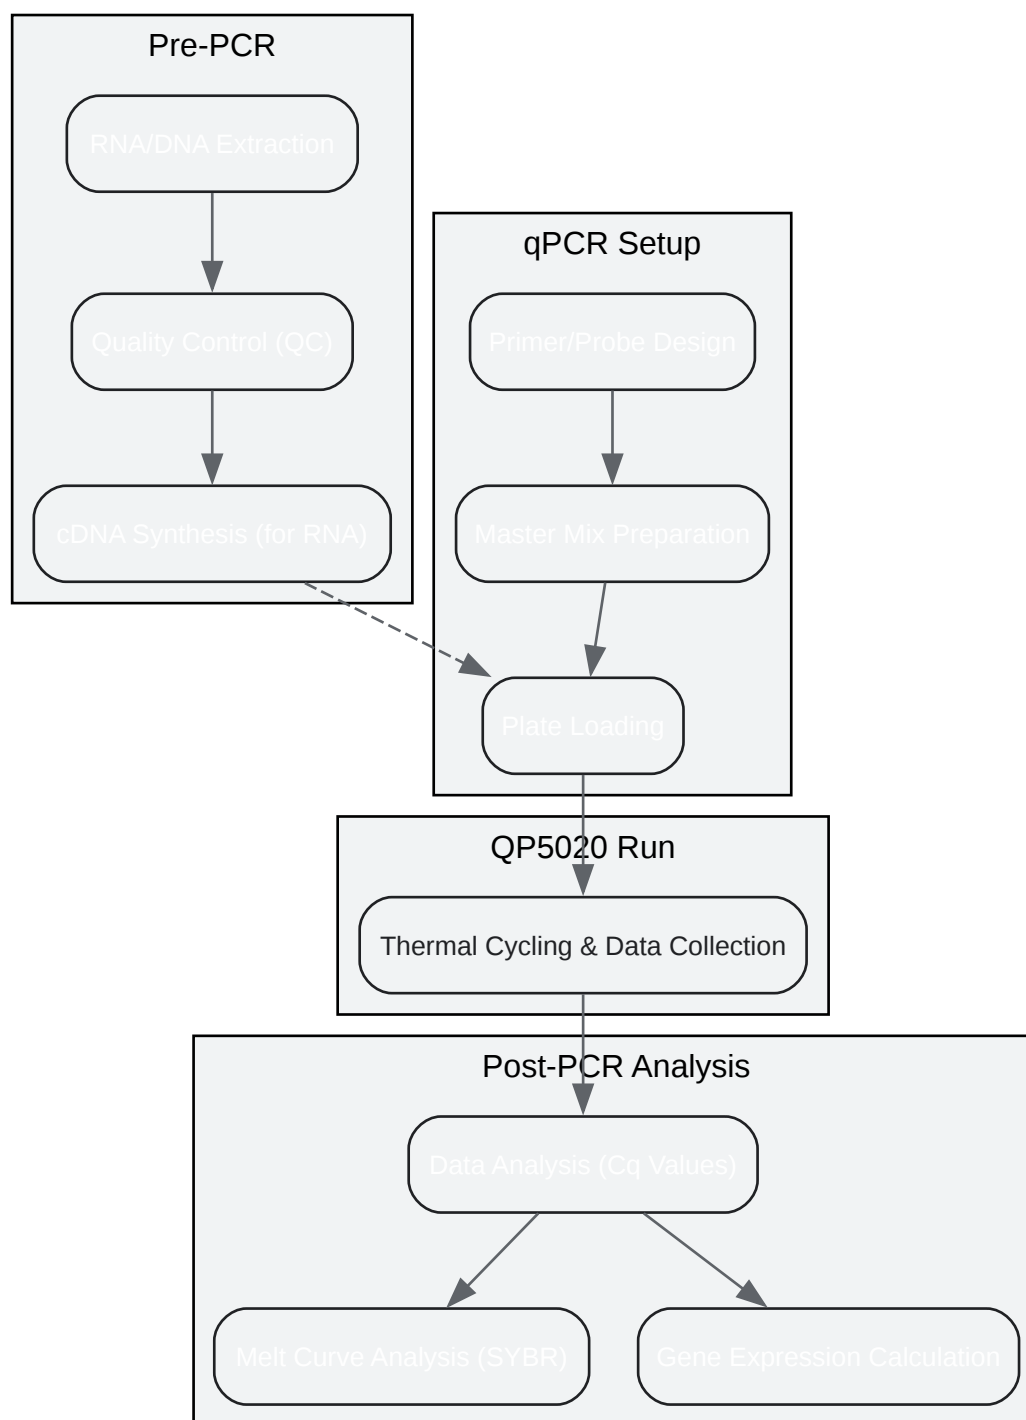 Pre-PCR
RNA/DNA Extraction
Quality Control (QC)
cDNA Synthesis (for RNA)
qPCR Setup
Primer/Probe Design
Master Mix Preparation
Plate Loading
QP5020 Run
Thermal Cycling & Data Collection
Post-PCR Analysis
Data Analysis (Cq Values)
Melt Curve Analysis (SYBR)
Gene Expression Calculation